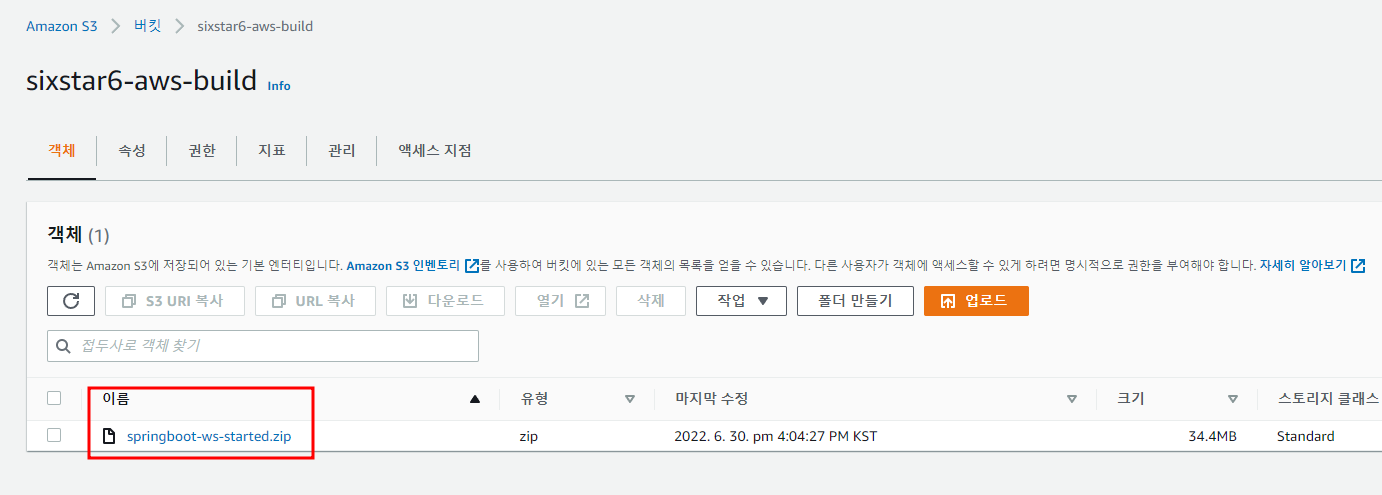 Amazon S3 > 버킷 > sixstar6-aws-build
sixstar6-aws-build Info
객체 속성 권한 지표 관리 액세스 지점
객체 (1)
객체는 Amazon S3에 저장되어 있는 기본 엔터티입니다. Amazon S3 인벤토리 를 사용하여 버킷에 있는 모든 객체의 목록을 얻을 수 있습니다. 다른 사용자가 객체에 액세스할 수 있게 하려면 명시적으로 권한을 부여해야 합니다. 자세히 알아보기
S3 URI 복사 URL 복사 다운로드 열기 삭제 작업 폴더 만들기 업로드
접두사로 객체 찾기
이름 유형 마지막 수정 크기 스토리지 클래스
springboot-ws-started.zip zip 2022. 6. 30. pm 4:04:27 PM KST 34.4MB Standard